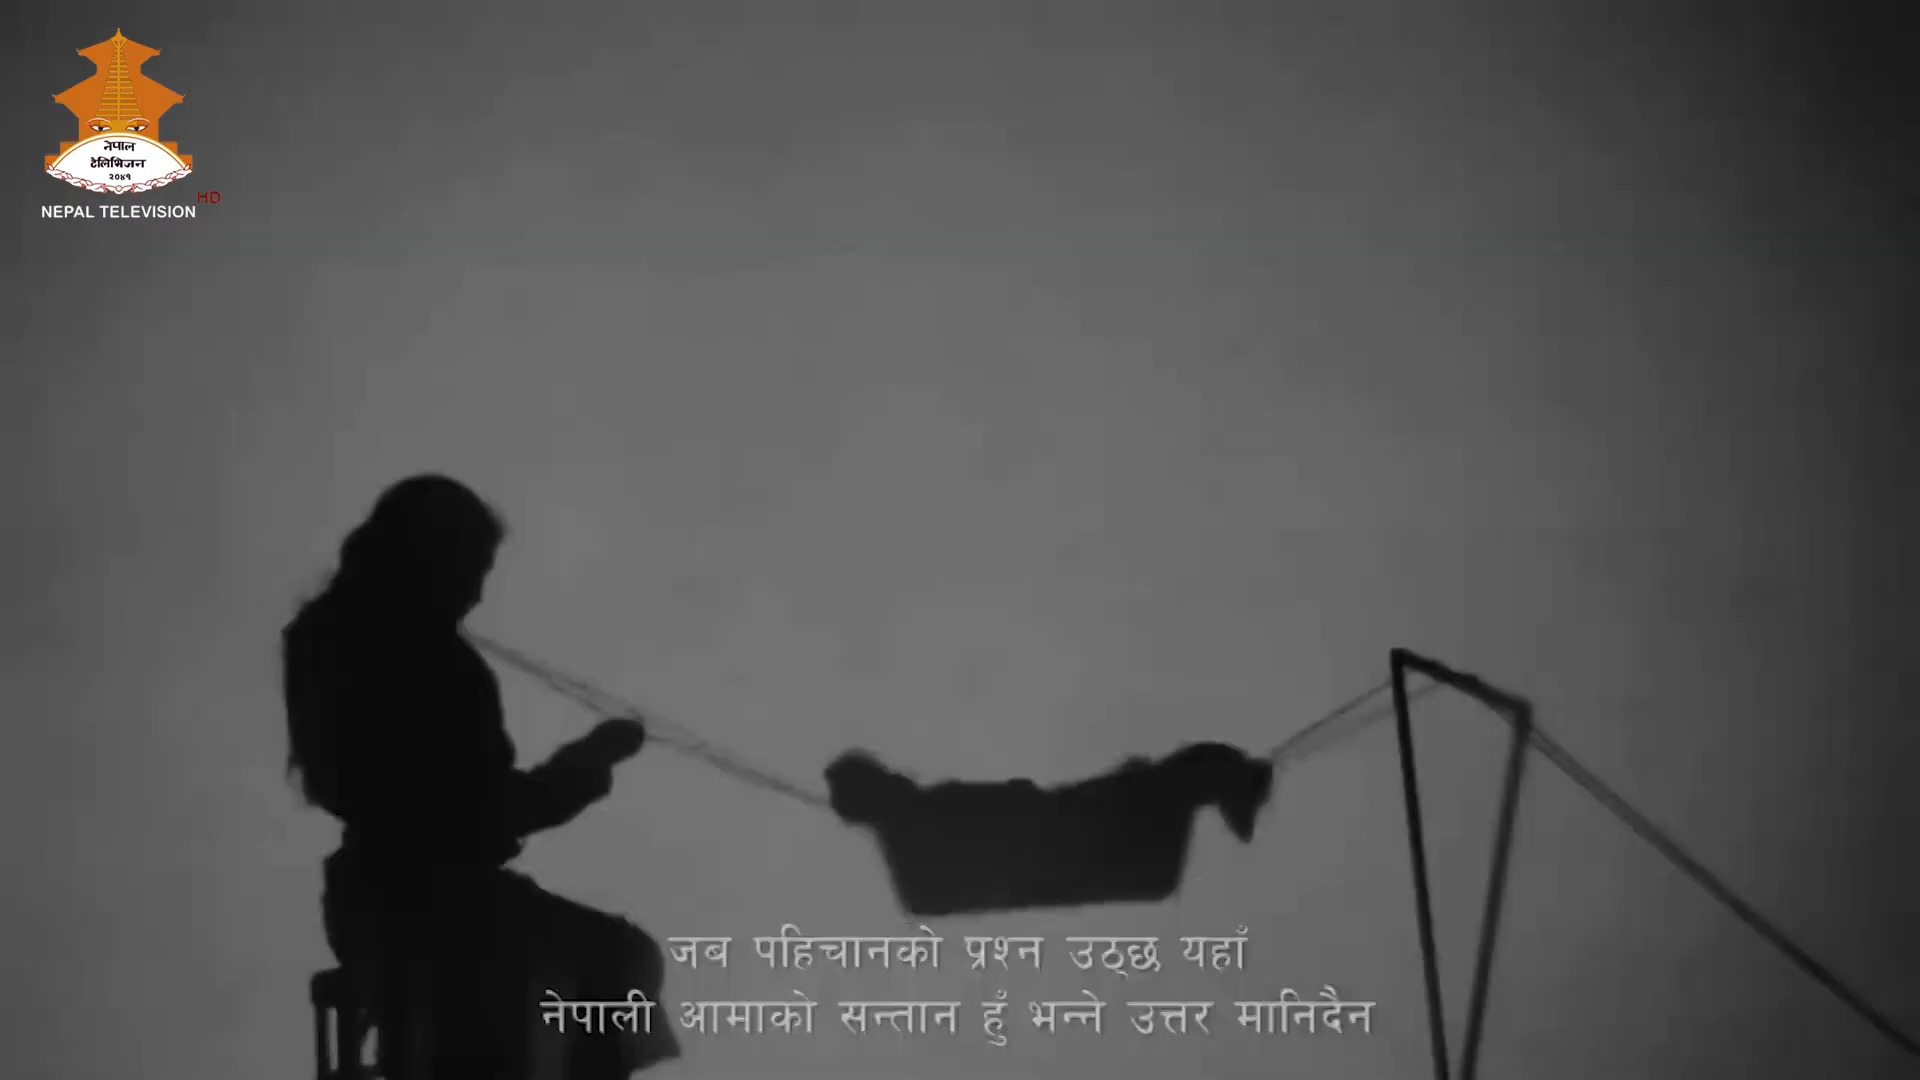 नेपाल
टेलिभिजन
२०४१
HD
NEPAL TELEVISION
जब पहिचानको प्रश्न उठ्छ यहाँ
नेपाली आमाको सन्तान हुँ भन्ने उत्तर मानिदैन